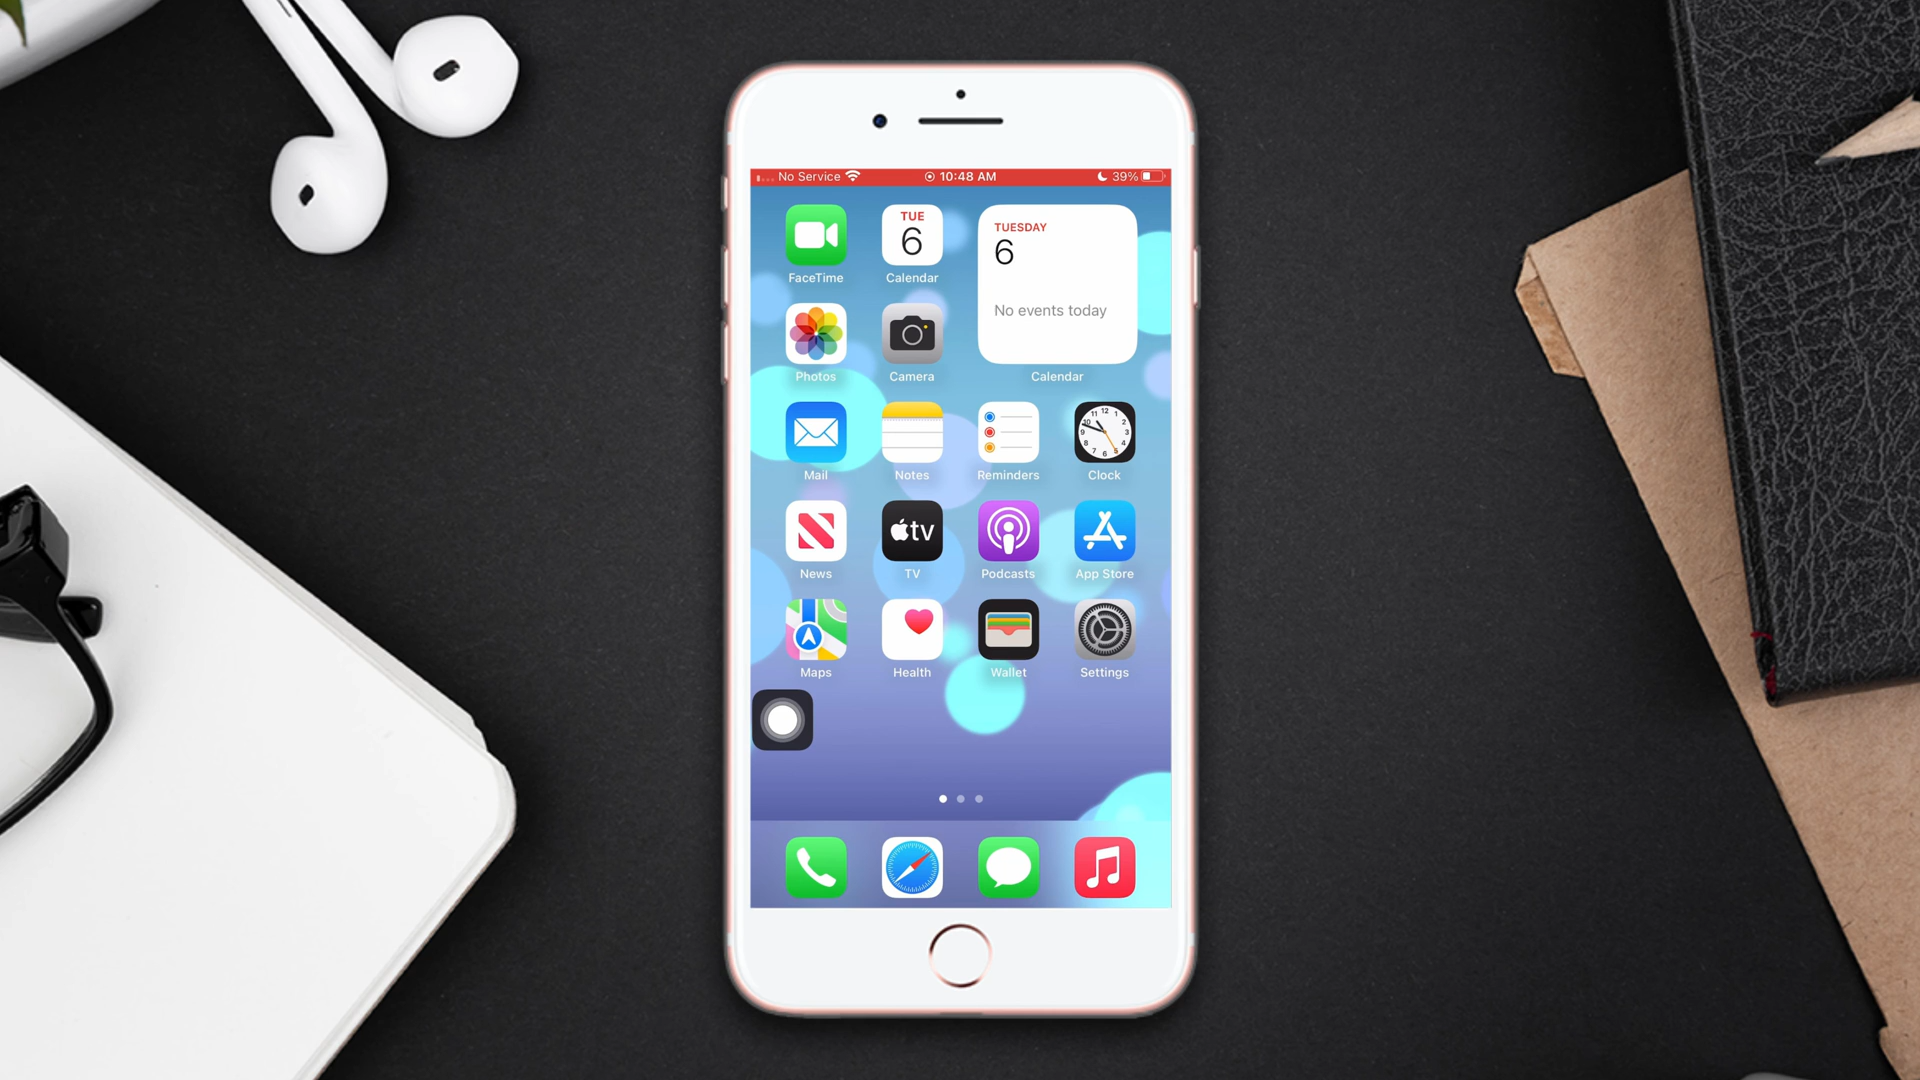 No Service 10:48 AM 39%
TUE
6
TUESDAY
6
No events today
FaceTime Calendar
Photos Camera Calendar
Mail Notes Reminders Clock
tv
News TV Podcasts App Store
Maps Health Wallet Settings